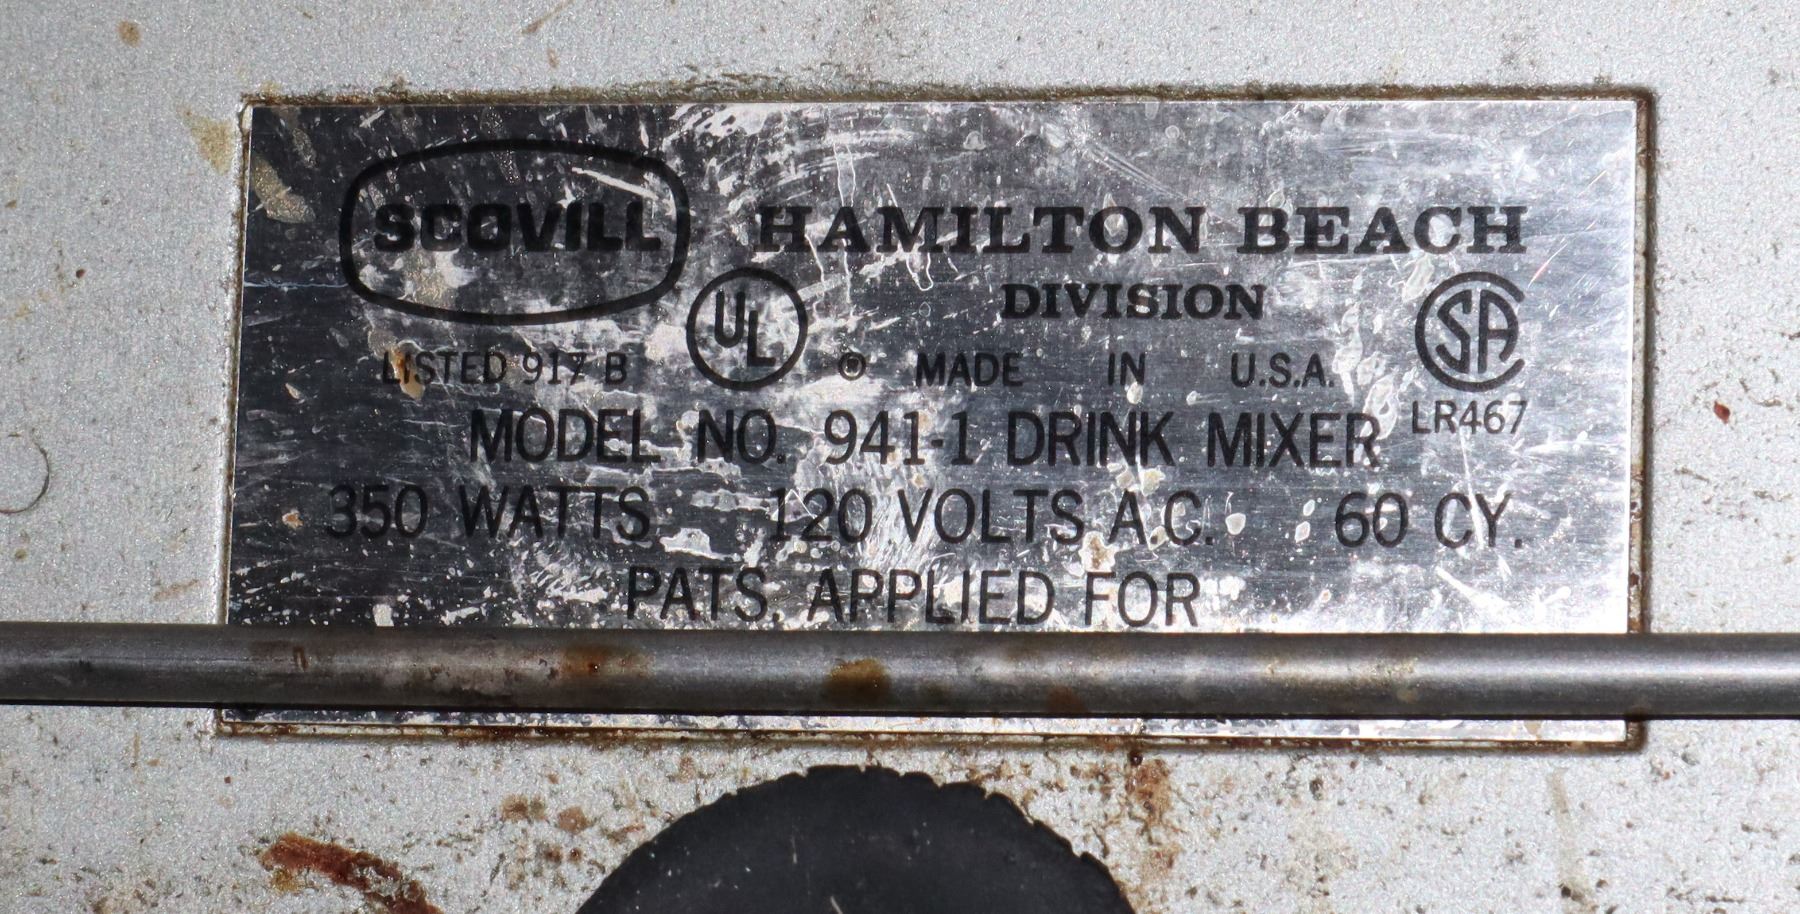 SCOVILL HAMILTON BEACH
DIVISION
UL SA
LISTED 917 B ® MADE IN U.S.A.
LR467
MODEL NO. 941-1 DRINK MIXER
350 WATTS 120 VOLTS A.C. 60 CY.
PATS. APPLIED FOR